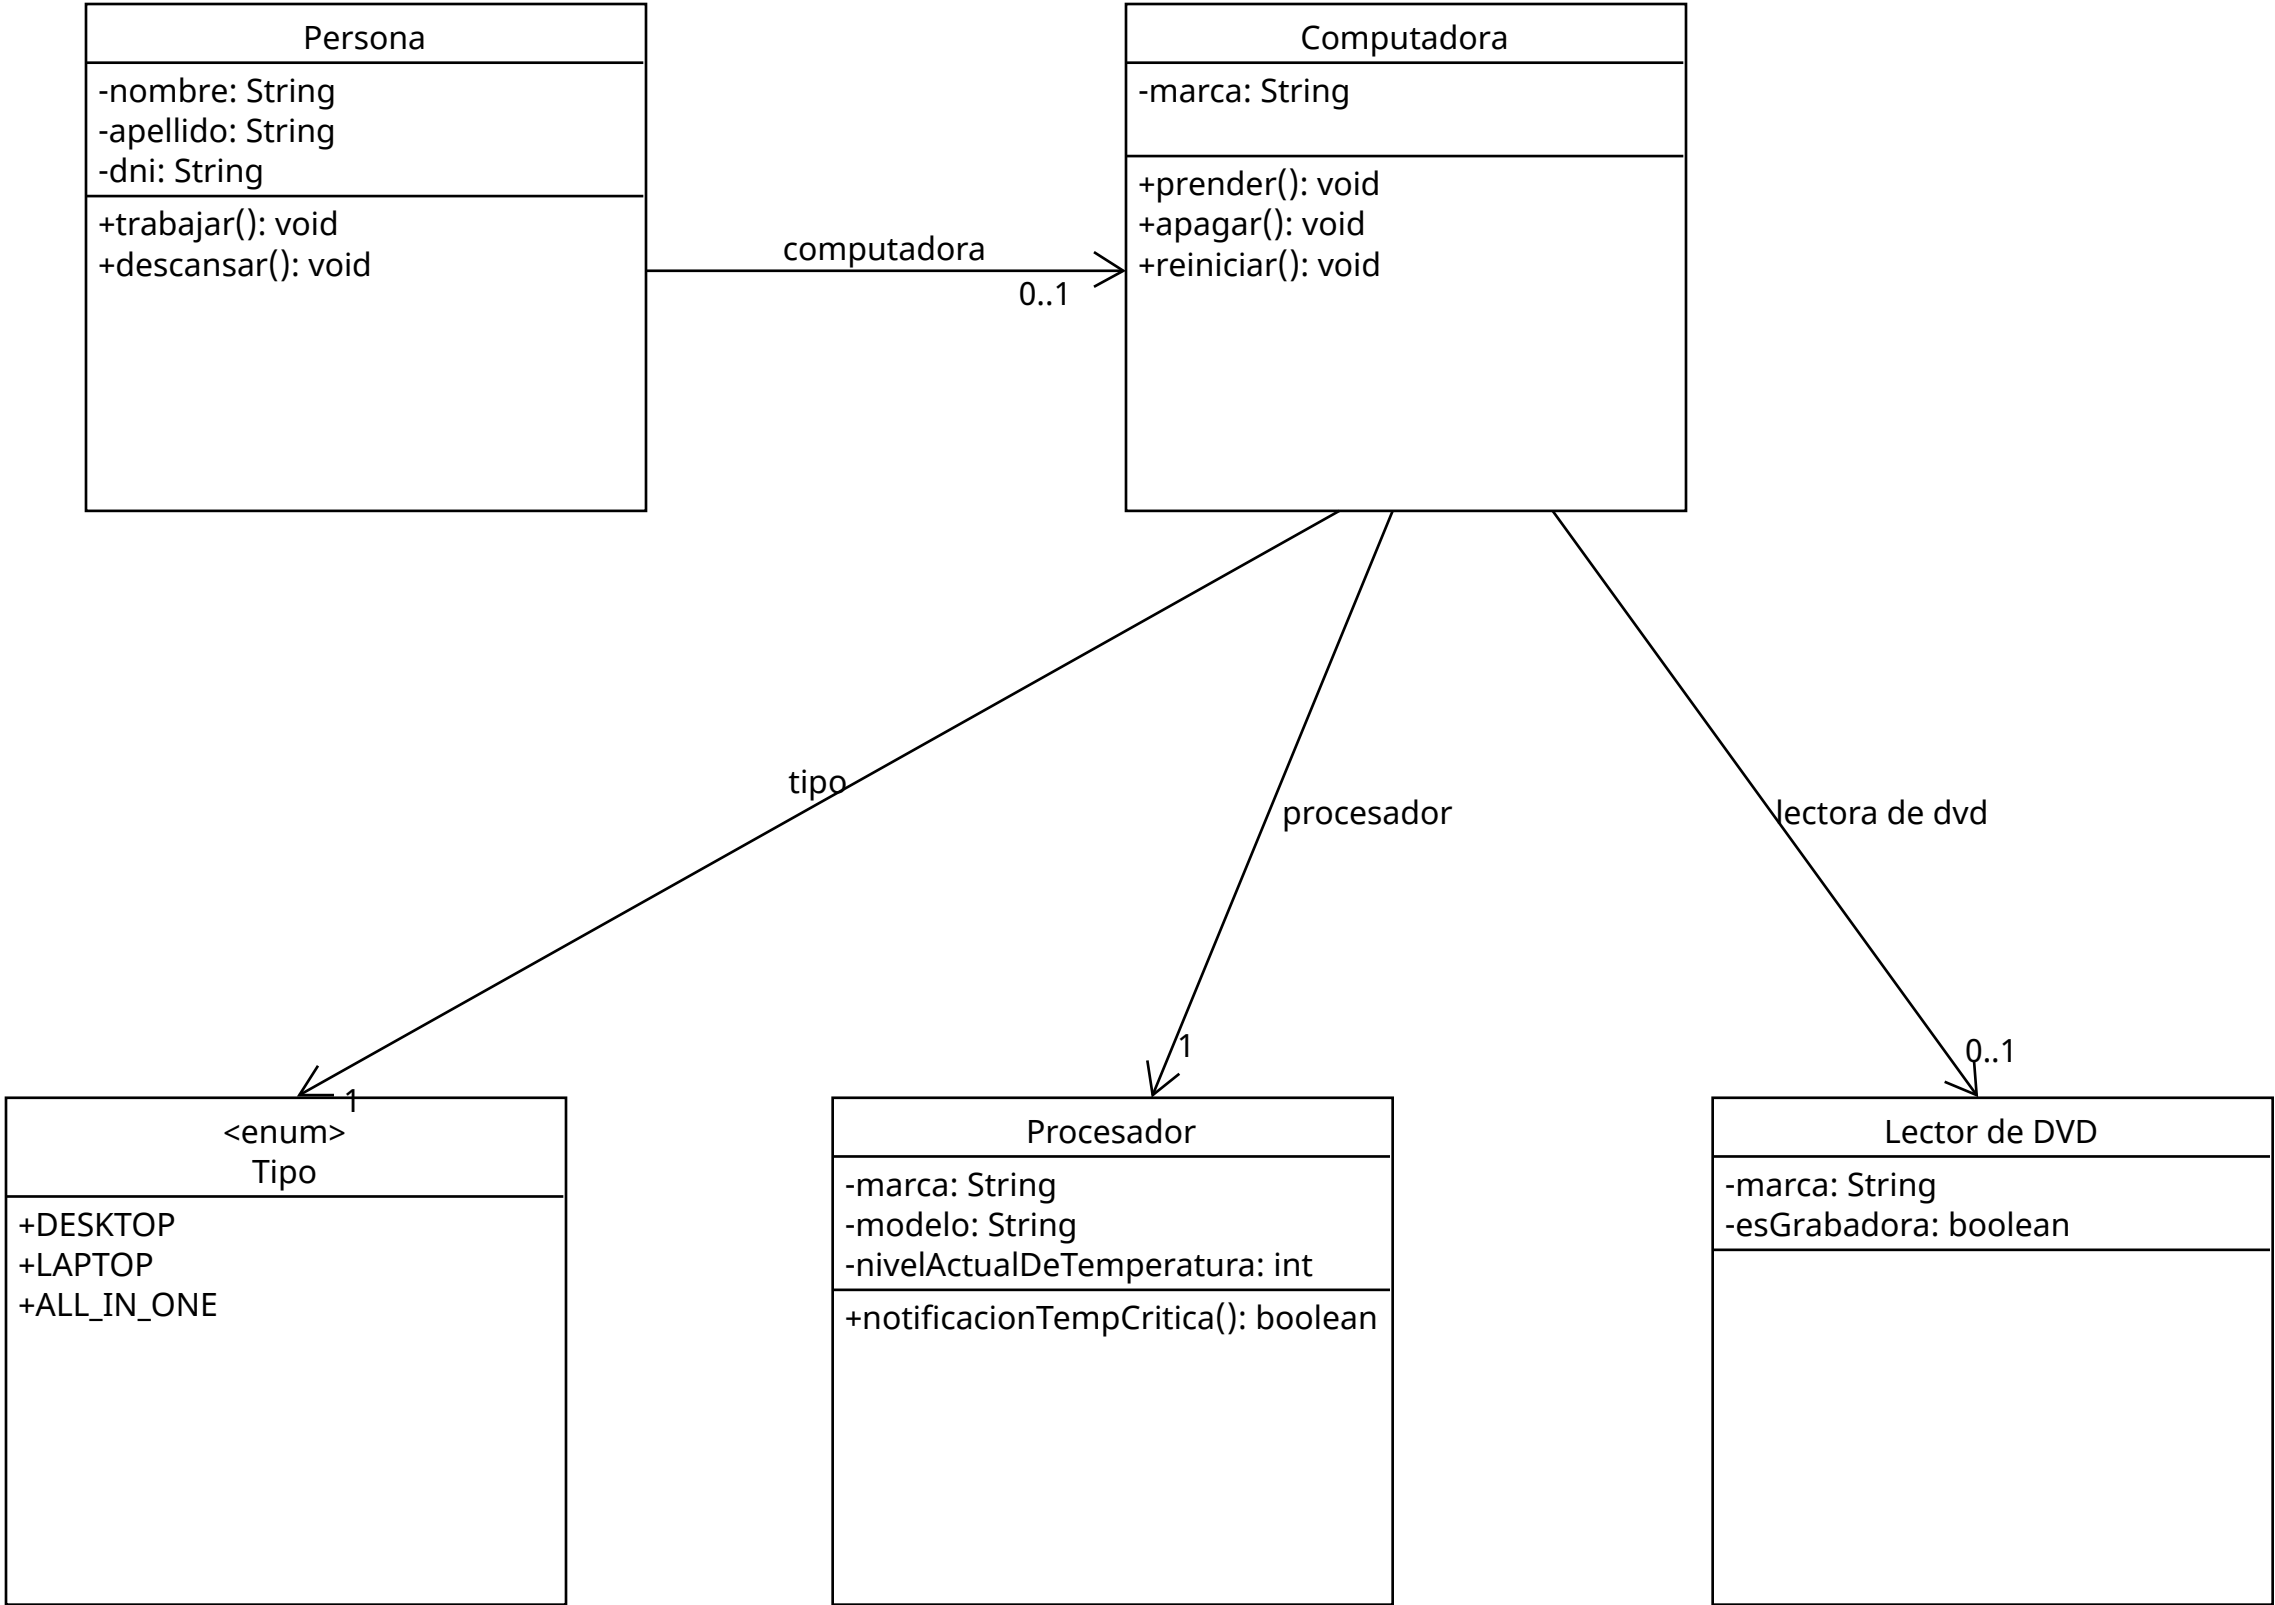 Persona
-nombre: String
-apellido: String
-dni: String
+trabajar(): void
+descansar(): void
computadora
0..1
Computadora
-marca: String
+prender(): void
+apagar(): void
+reiniciar(): void
tipo
procesador
lectora de dvd
1
1
0..1
<enum>
Tipo
+DESKTOP
+LAPTOP
+ALL_IN_ONE
Procesador
-marca: String
-modelo: String
-nivelActualDeTemperatura: int
+notificacionTempCritica(): boolean
Lector de DVD
-marca: String
-esGrabadora: boolean